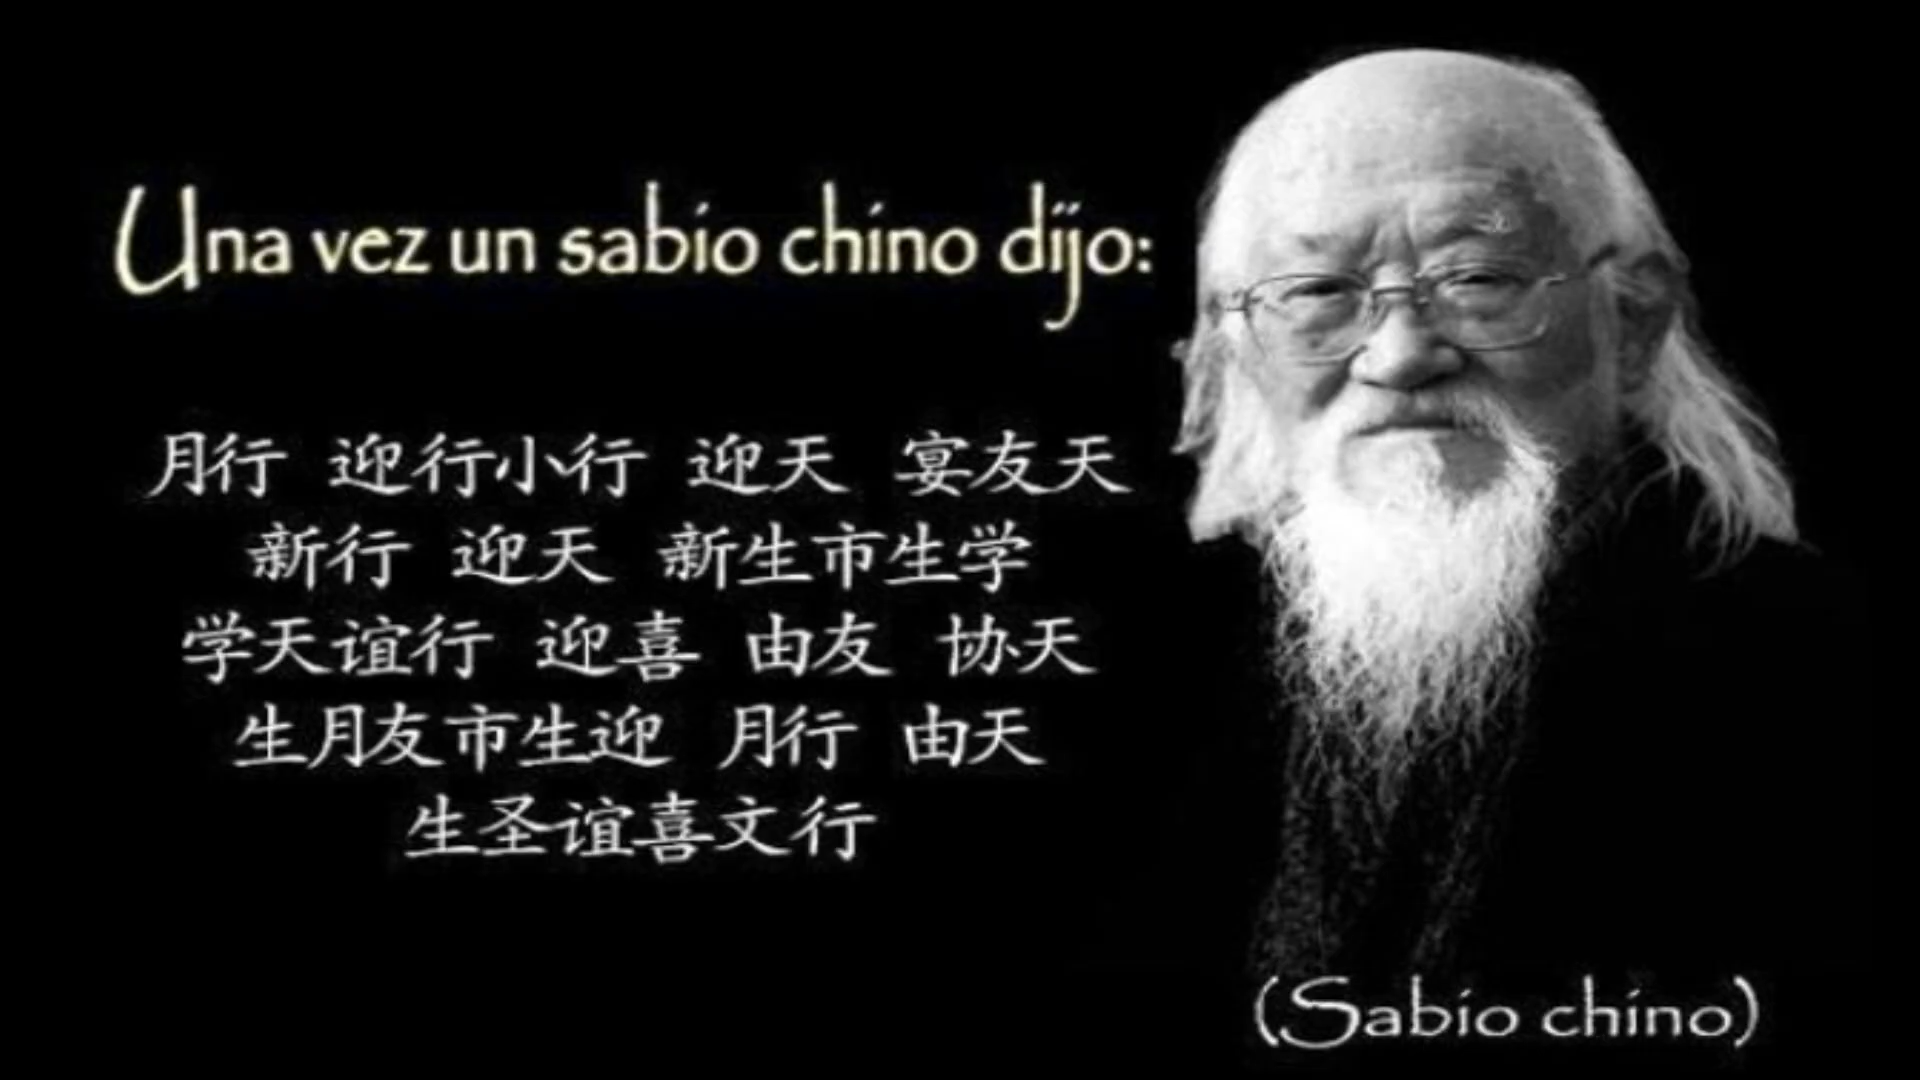 Una vez un sabio chino dijo:
月行 迎行小行 迎天 宴友天
新行 迎天 新生市生学
学天谊行 迎喜 由友 协天
生月友市生迎 月行 由天
生圣谊喜文行
(Sabio chino)